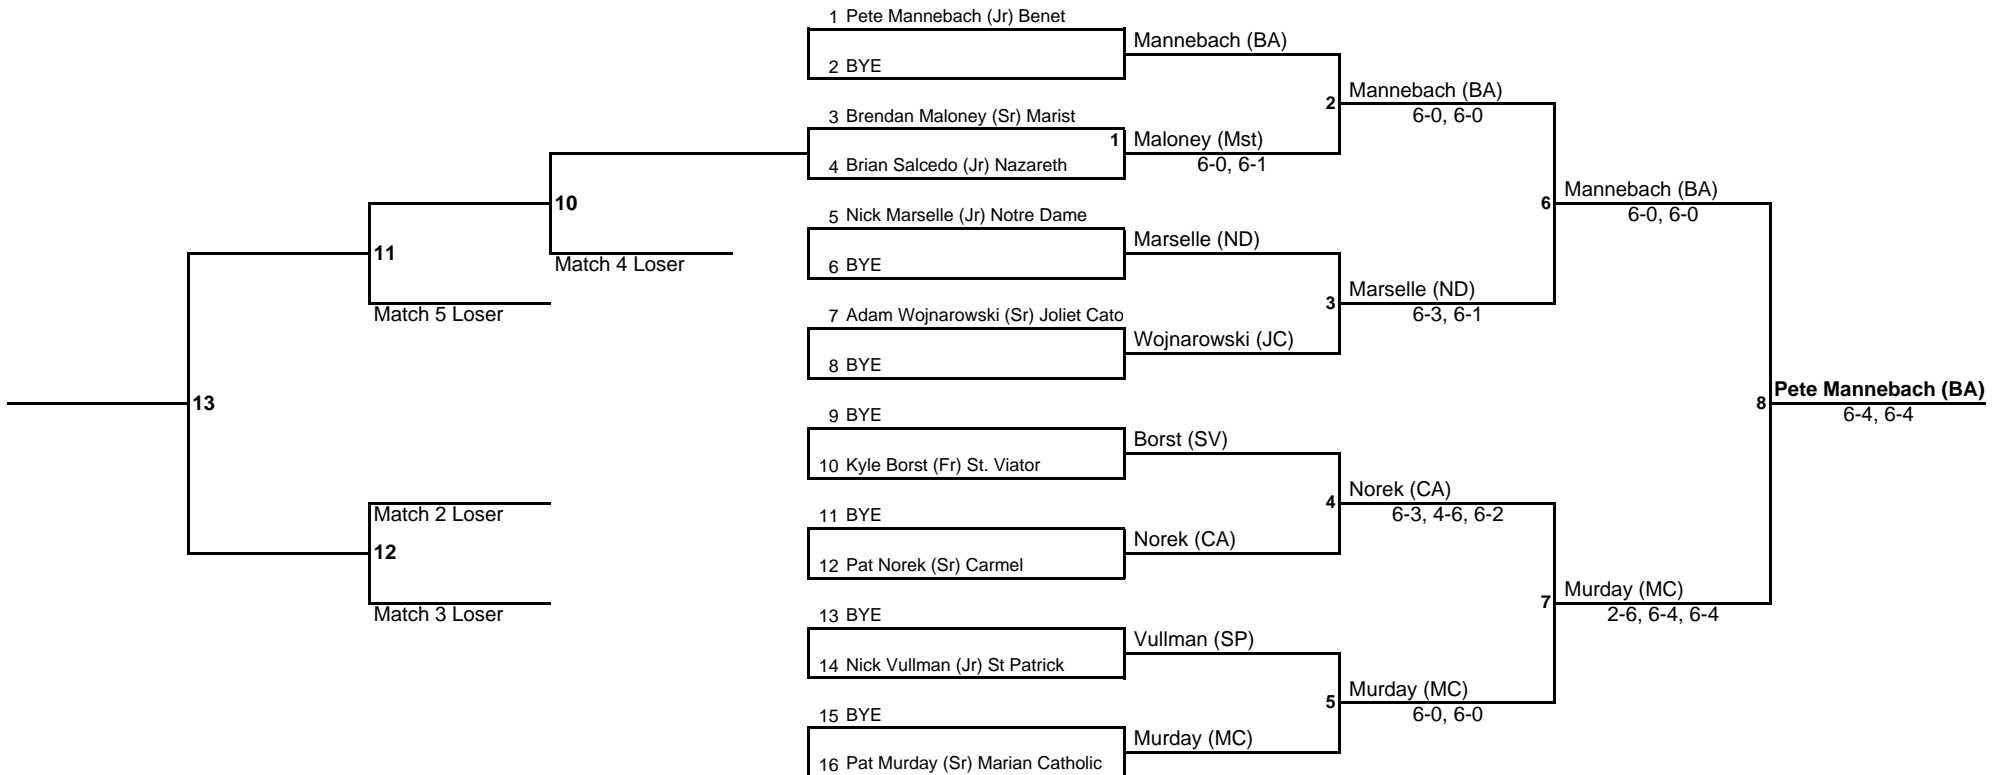 1 Pete Mannebach (Jr) Benet
Mannebach (BA)
2 BYE
2 Mannebach (BA)
6-0, 6-0
3 Brendan Maloney (Sr) Marist
1 Maloney (Mst)
6-0, 6-1
4 Brian Salcedo (Jr) Nazareth
10
6 Mannebach (BA)
6-0, 6-0
5 Nick Marselle (Jr) Notre Dame
Marselle (ND)
6 BYE
11
Match 4 Loser
3 Marselle (ND)
6-3, 6-1
Match 5 Loser
7 Adam Wojnarowski (Sr) Joliet Cato
Wojnarowski (JC)
8 BYE
13
8 Pete Mannebach (BA)
6-4, 6-4
9 BYE
Borst (SV)
10 Kyle Borst (Fr) St. Viator
4 Norek (CA)
6-3, 4-6, 6-2
Match 2 Loser
11 BYE
Norek (CA)
12
12 Pat Norek (Sr) Carmel
7 Murday (MC)
2-6, 6-4, 6-4
Match 3 Loser
13 BYE
Vullman (SP)
14 Nick Vullman (Jr) St Patrick
5 Murday (MC)
6-0, 6-0
15 BYE
Murday (MC)
16 Pat Murday (Sr) Marian Catholic